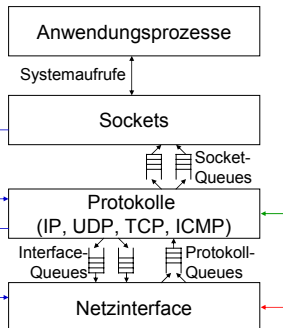 Anwendungsprozesse
Systemaufrufe
Sockets
Socket-
Queues
Protokolle
(IP, UDP, TCP, ICMP)
Interface-
Queues
Protokoll-
Queues
Netzinterface